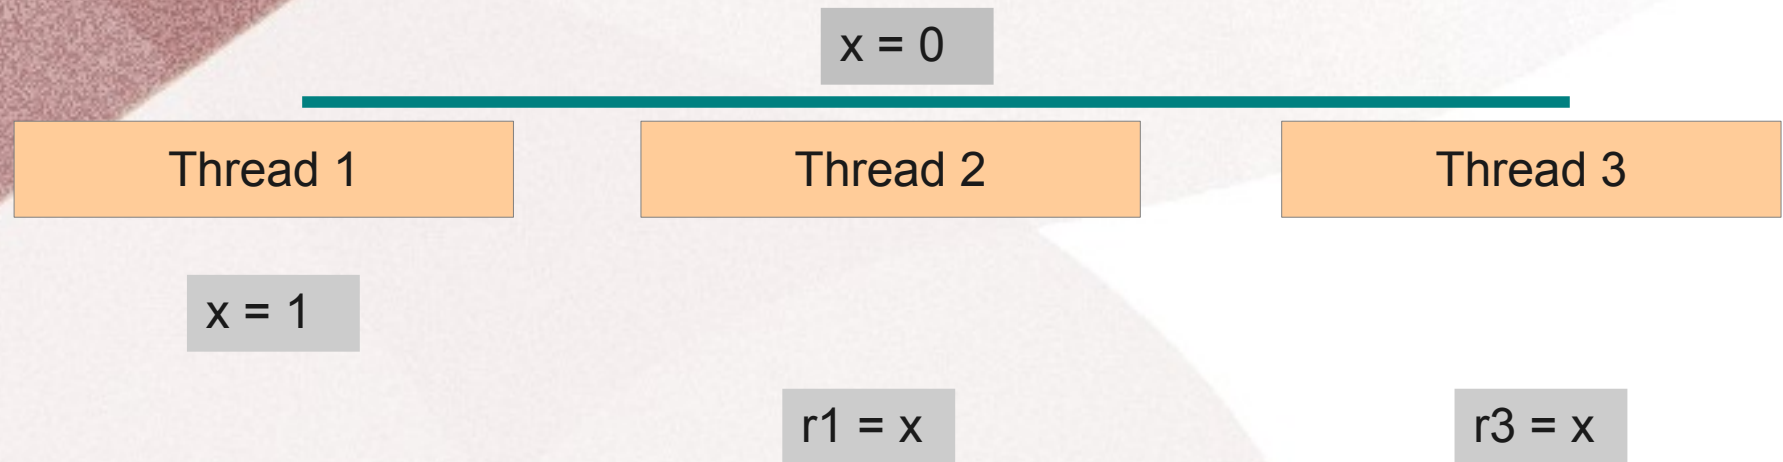 x = 0
Thread 1
Thread 2
Thread 3
x = 1
r1 = x
r3 = x